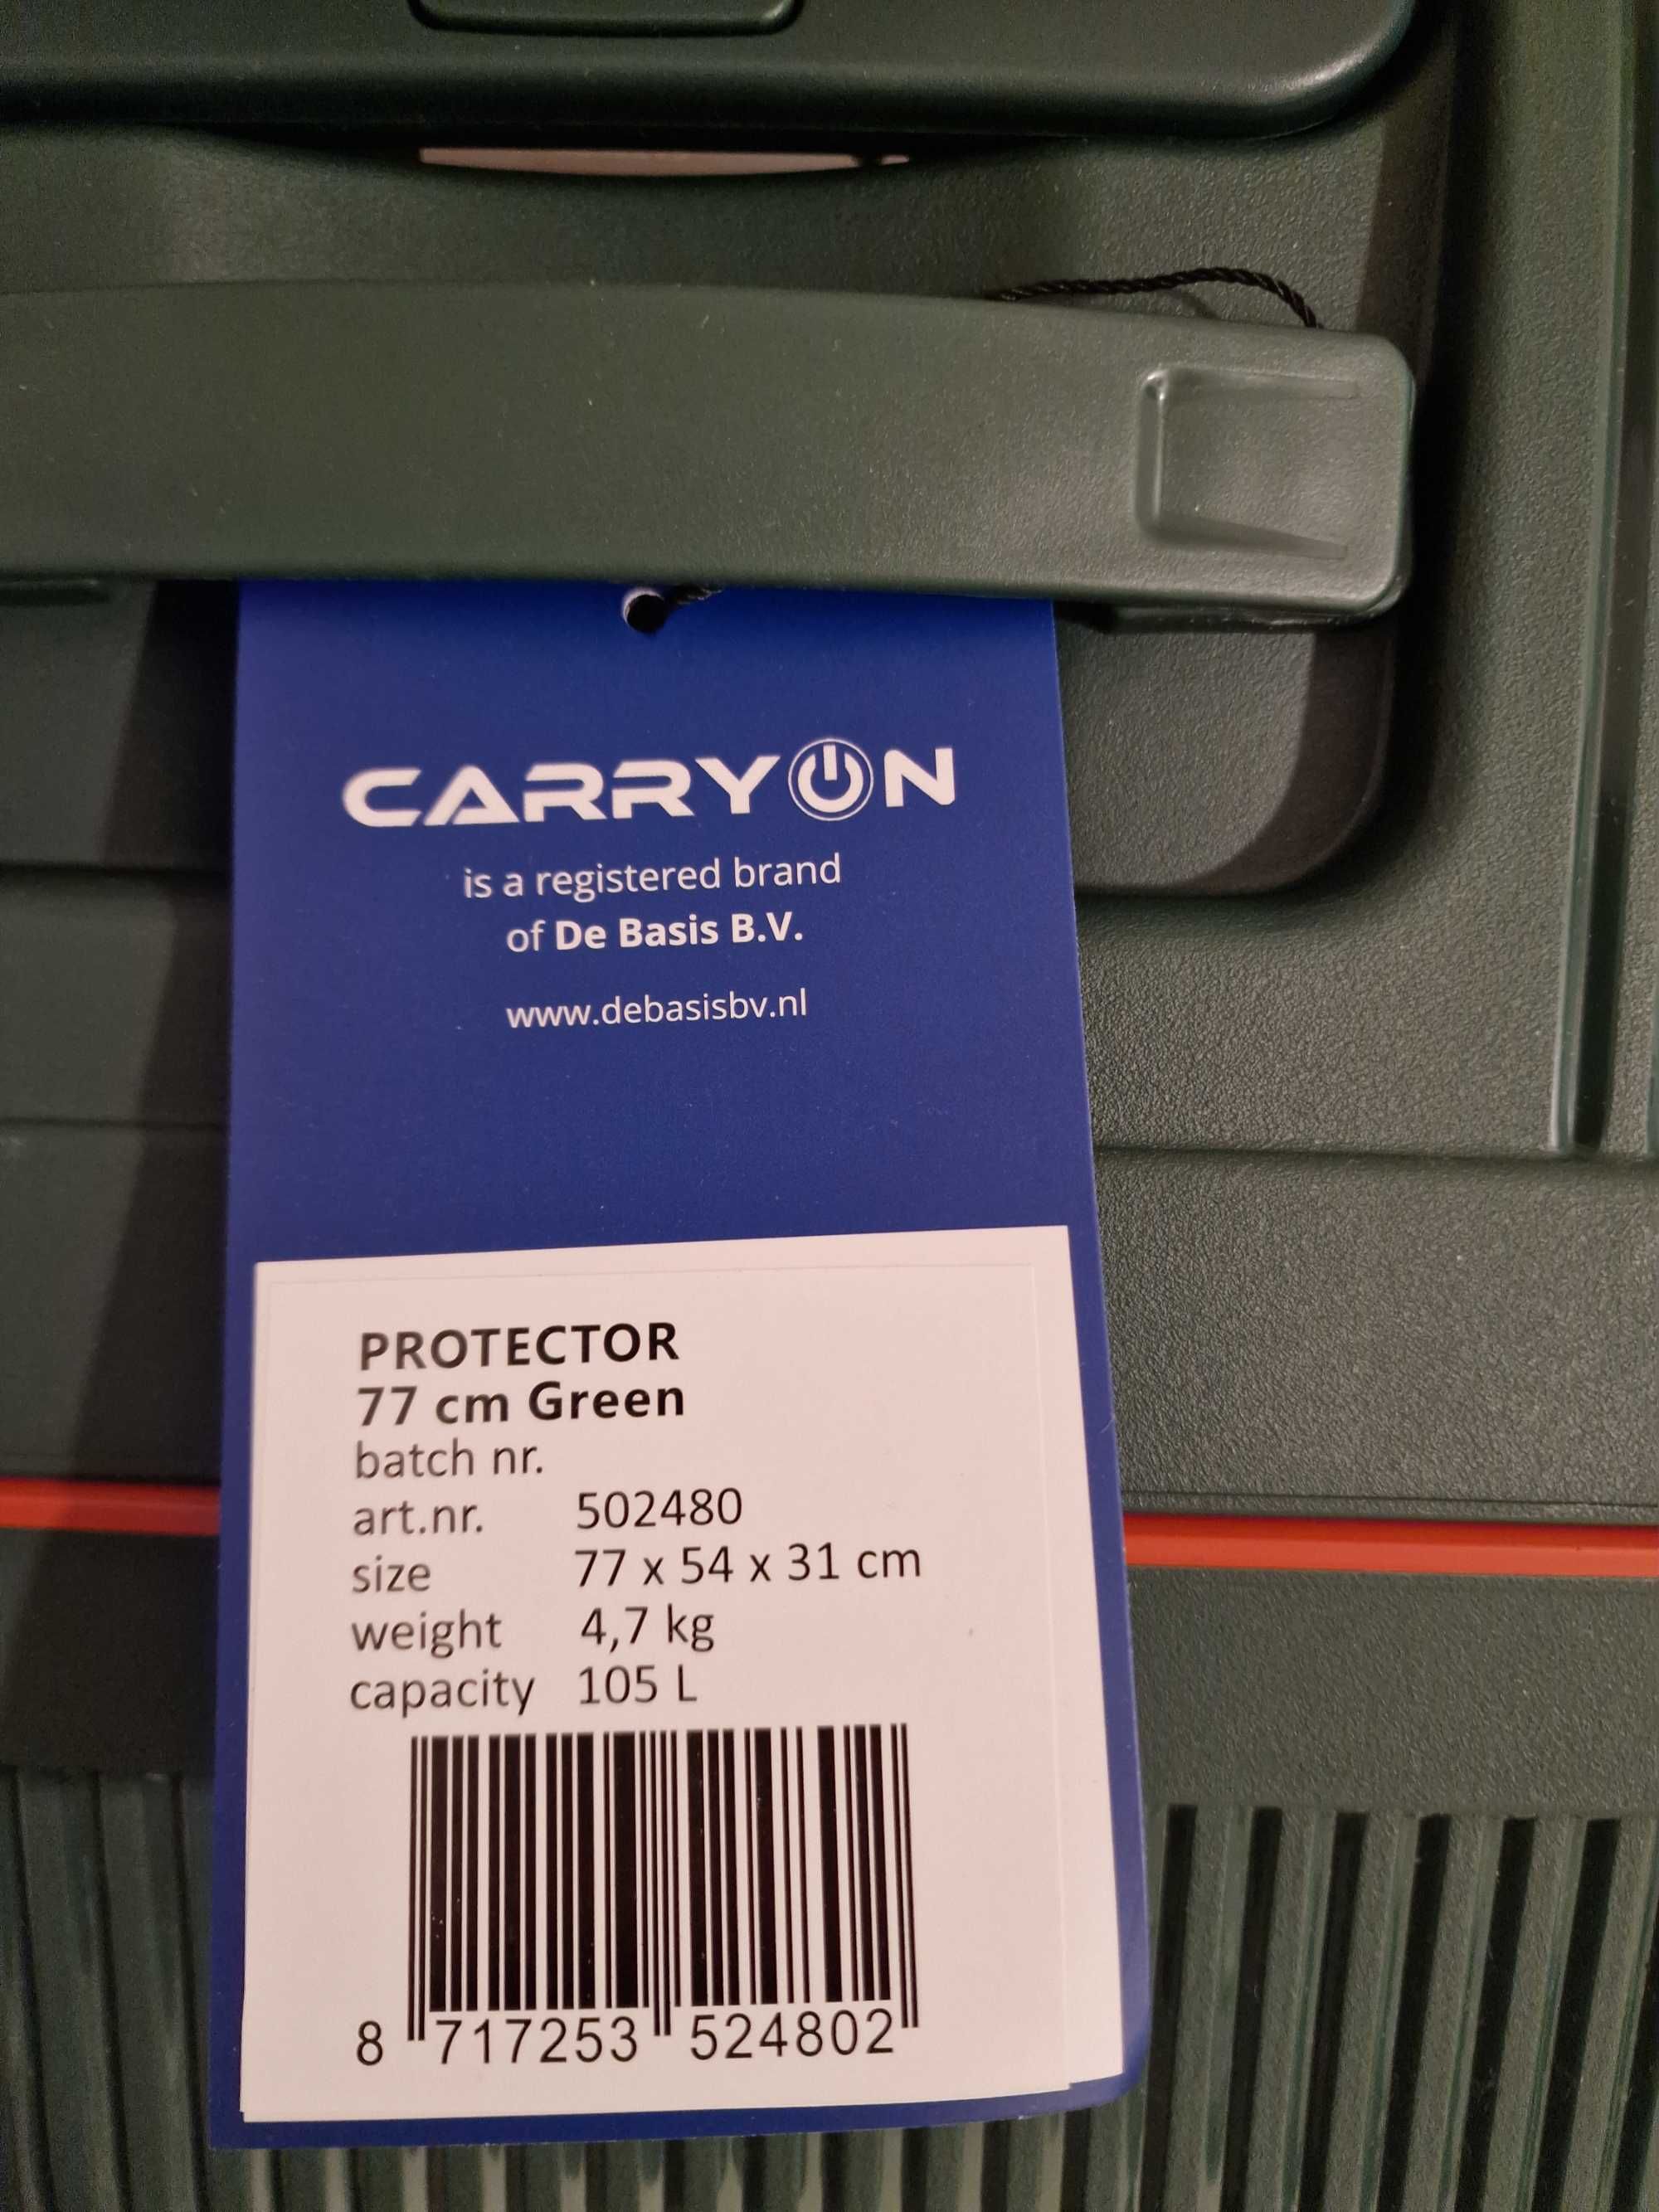 CARRYON
is a registered brand
of De Basis B.V.
www.debasisbv.nl
PROTECTOR
77 cm Green
batch nr.
art.nr. 502480
size 77 x 54 x 31 cm
weight 4,7 kg
capacity 105 L
8 717253 524802